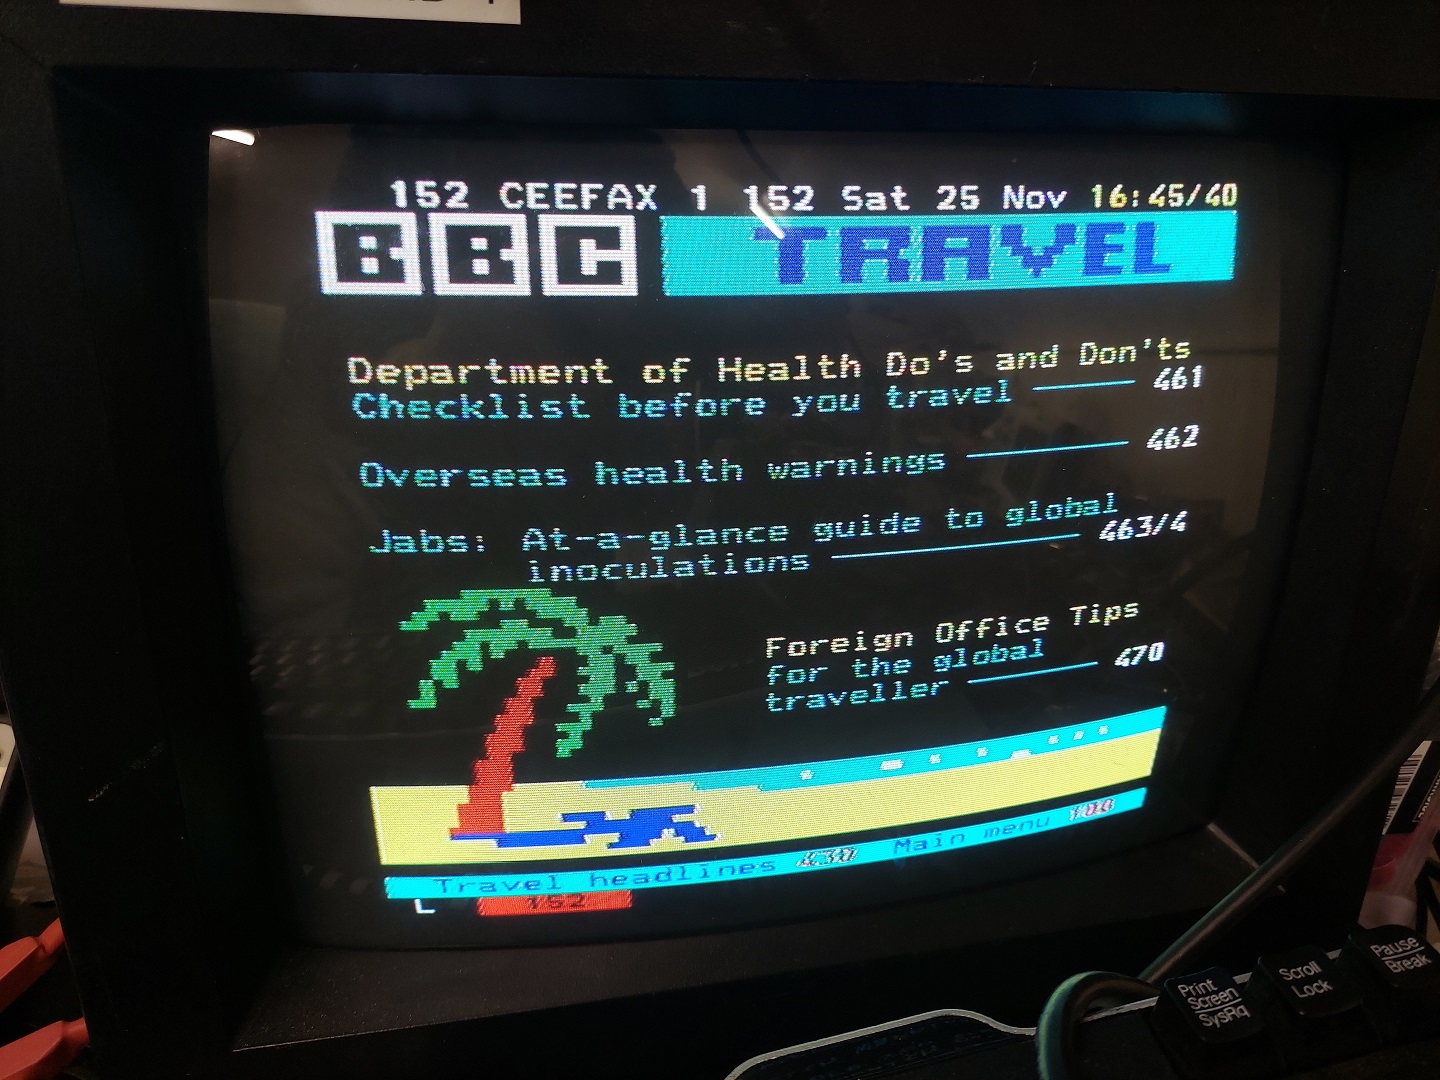 152 CEEFAX 1 152 Sat 25 Nov 16:45/40
BBC TRAVEL
Department of Health Do's and Don'ts
Checklist before you travel 461
Overseas health warnings 462
Jabs: At-a-glance guide to global
inoculations 463/4
Foreign Office Tips
for the global
traveller 470
Travel headlines 430 Main menu 100
L 152
Print
Screen
SysRq
Scroll
Lock
Pause
Break